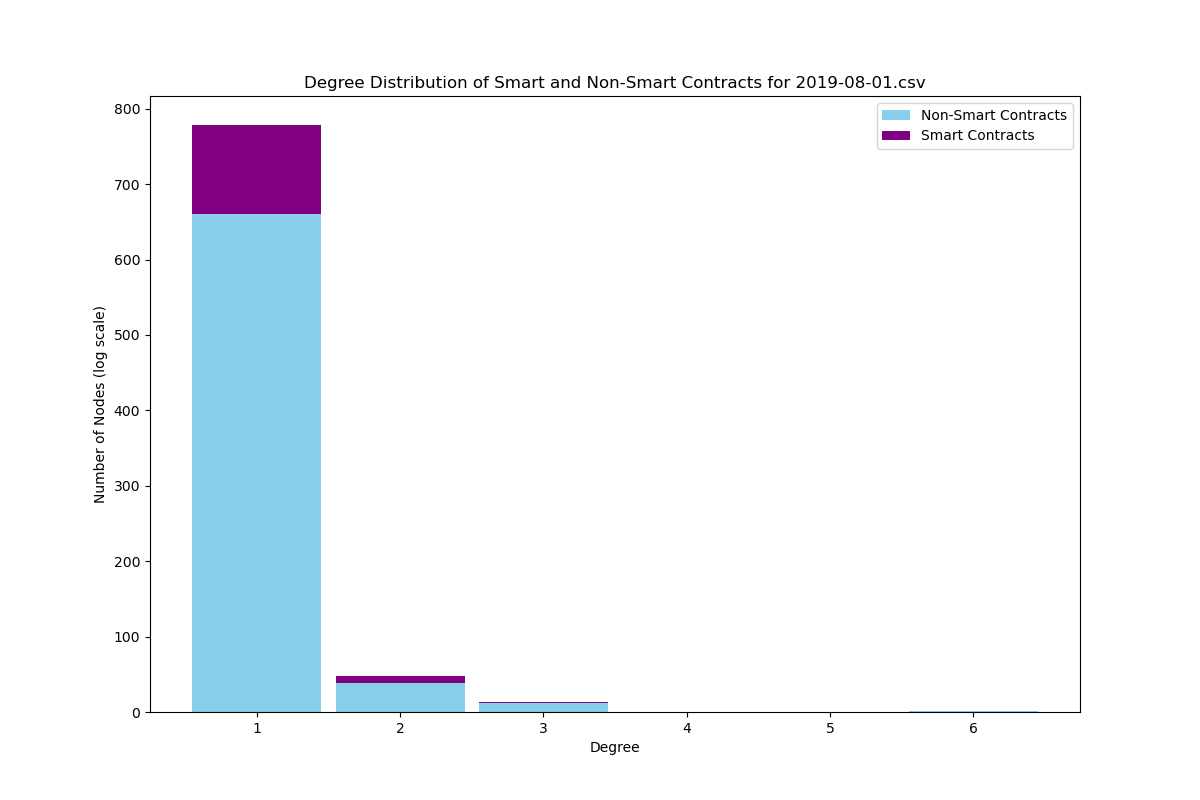 Degree Distribution of Smart and Non-Smart Contracts for 2019-08-01.csv
Non-Smart Contracts
Smart Contracts
Number of Nodes (log scale)
800
700
600
500
400
300
200
100
0
1 2 3 4 5 6
Degree